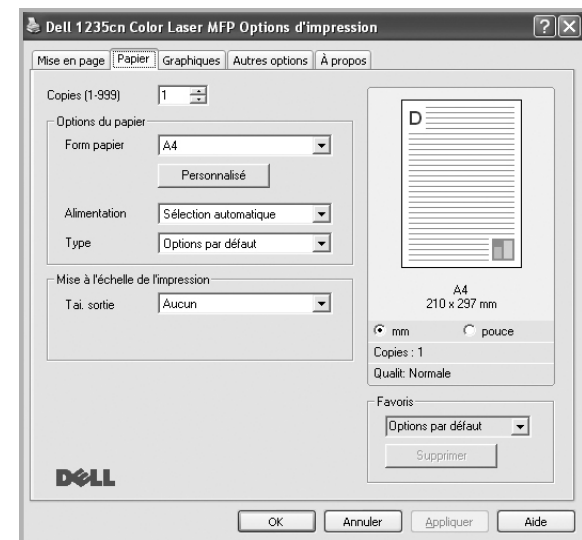 Dell 1235cn Color Laser MFP Options d'impression
Mise en page Papier Graphiques Autres options À propos
Copies (1-999) 1
Options du papier
Form papier A4
Personnalisé
Alimentation Sélection automatique
Type Options par défaut
Mise à l'échelle de l'impression
Tai. sortie Aucun
D
A4
210 x 297 mm
mm pouce
Copies : 1
Qualit: Normale
Favoris
Options par défaut
Supprimer
DELL
OK Annuler Appliquer Aide